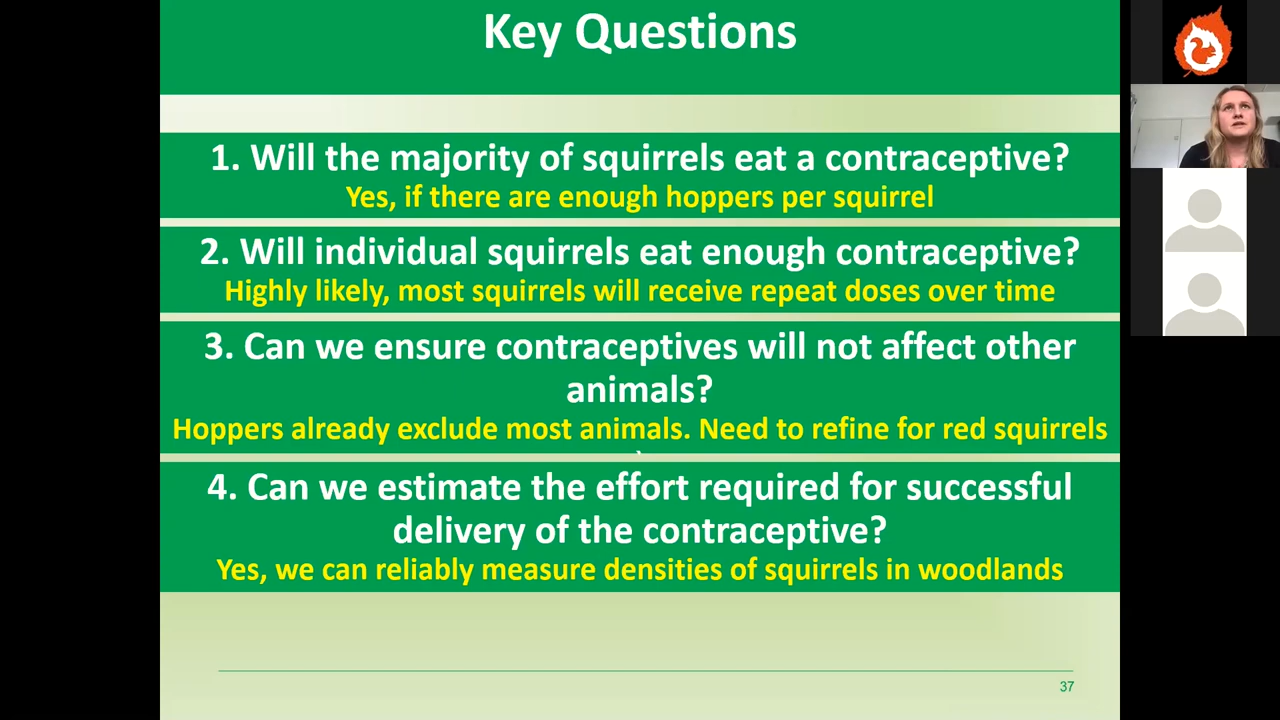 Key Questions
1. Will the majority of squirrels eat a contraceptive?
Yes, if there are enough hoppers per squirrel
2. Will individual squirrels eat enough contraceptive?
Highly likely, most squirrels will receive repeat doses over time
3. Can we ensure contraceptives will not affect other
animals?
Hoppers already exclude most animals. Need to refine for red squirrels
4. Can we estimate the effort required for successful
delivery of the contraceptive?
Yes, we can reliably measure densities of squirrels in woodlands
37